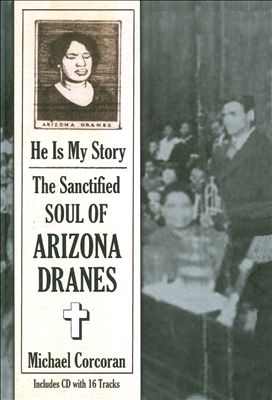 ARIZONA DRANES
He Is My Story
The Sanctified
SOUL OF
ARIZONA
DRANES
Michael Corcoran
Includes CD with 16 Tracks